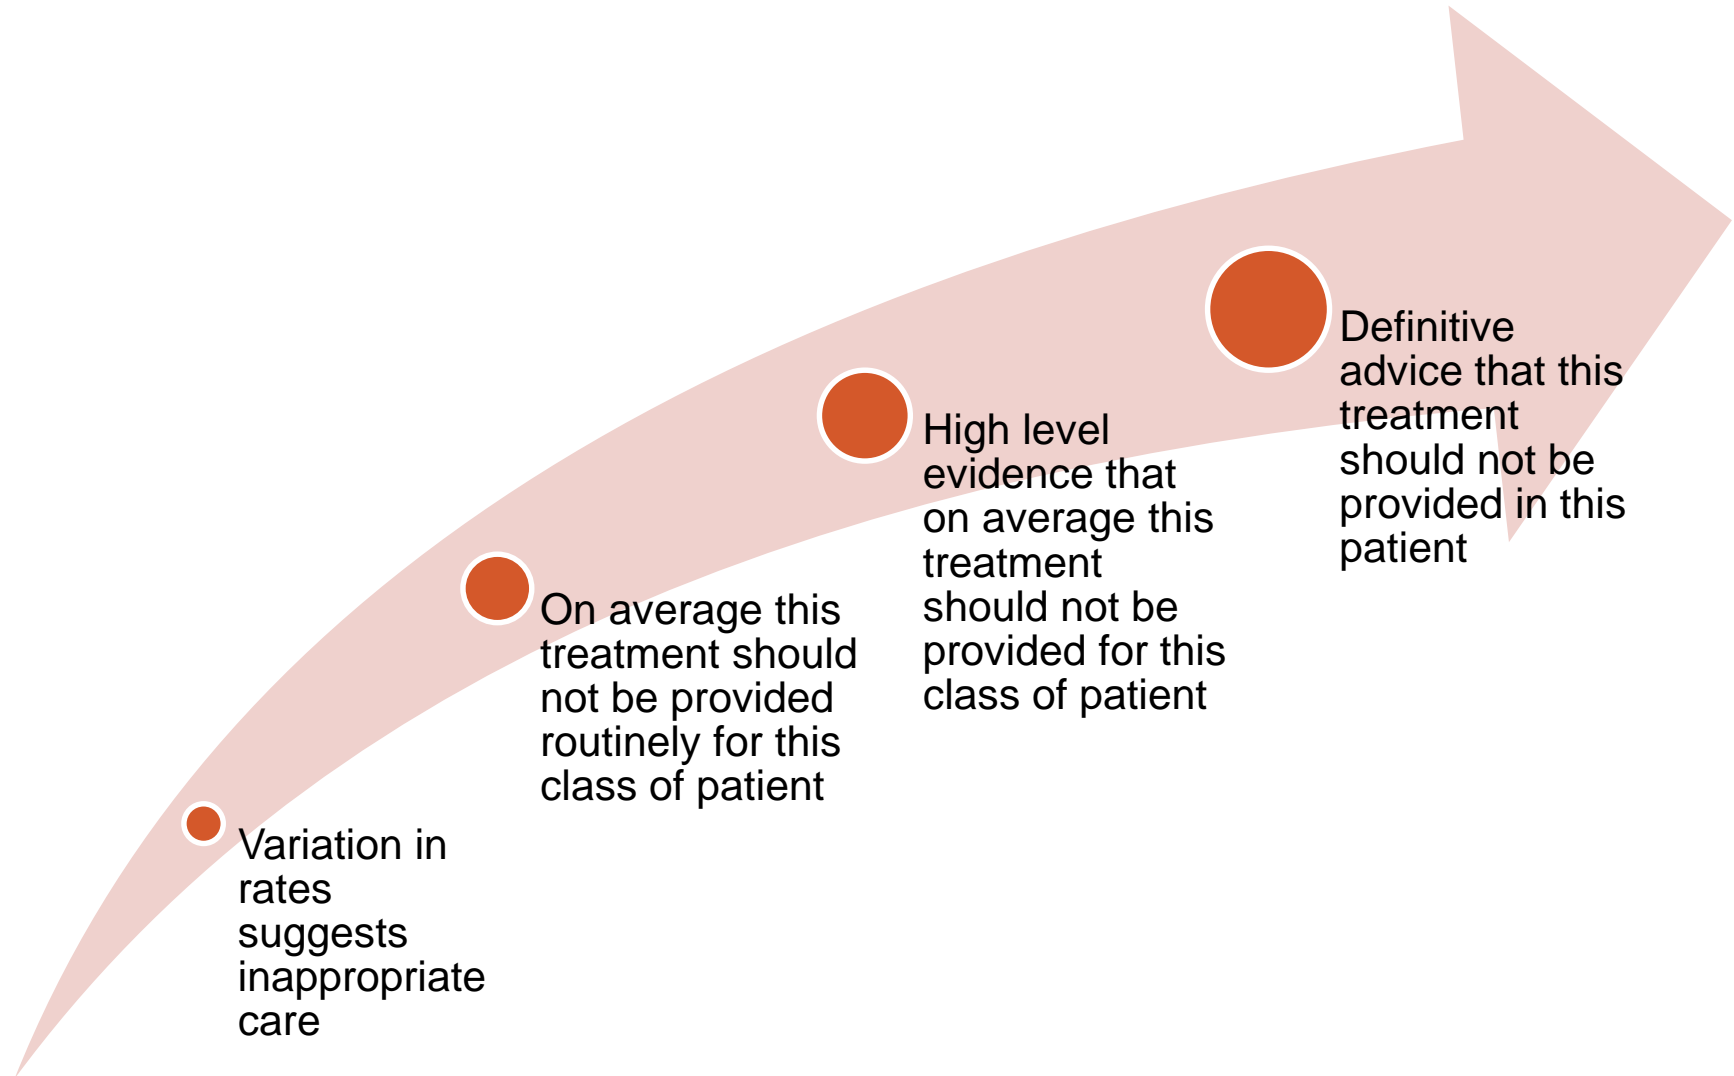 Variation in
rates
suggests
inappropriate
care
On average this
treatment should
not be provided
routinely for this
class of patient
High level
evidence that
on average this
treatment
should not be
provided for this
class of patient
Definitive
advice that this
treatment
should not be
provided in this
patient